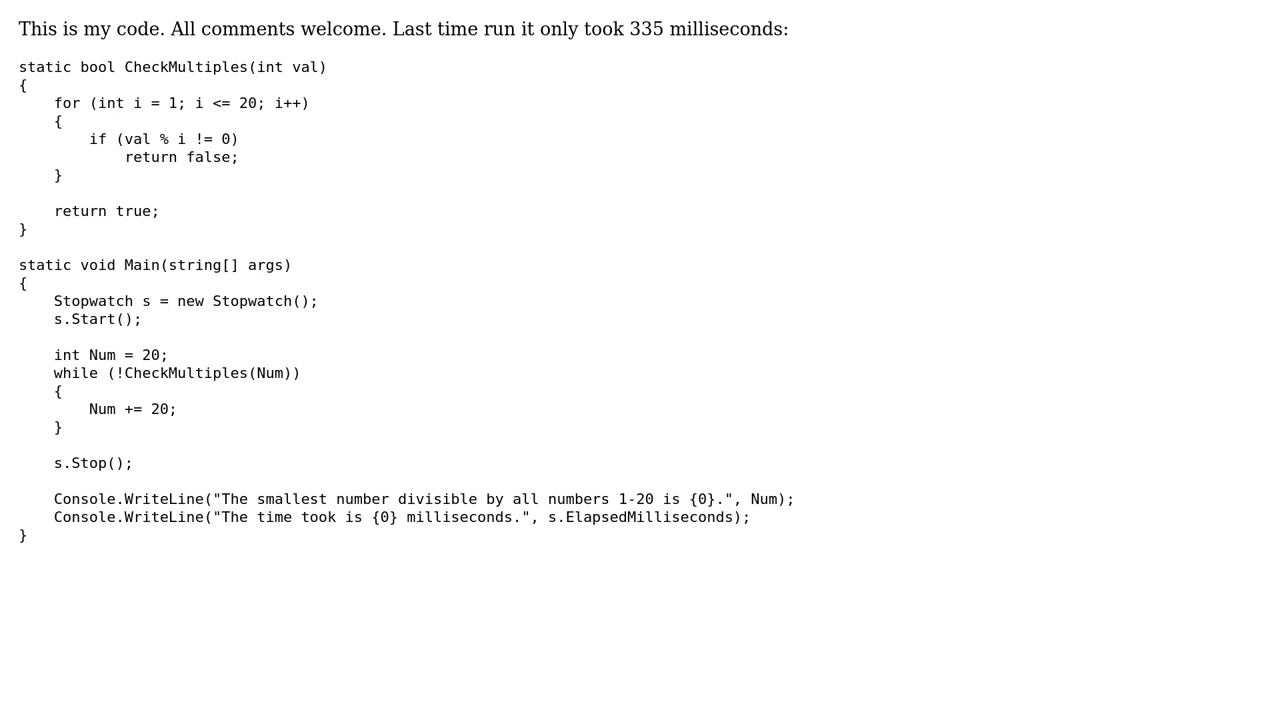 This is my code. All comments welcome. Last time run it only took 335 milliseconds:
static bool CheckMultiples(int val)
{
    for (int i = 1; i <= 20; i++)
    {
        if (val % i != 0)
            return false;
    }

    return true;
}

static void Main(string[] args)
{
    Stopwatch s = new Stopwatch();
    s.Start();

    int Num = 20;
    while (!CheckMultiples(Num))
    {
        Num += 20;
    }

    s.Stop();

    Console.WriteLine("The smallest number divisible by all numbers 1-20 is {0}.", Num);
    Console.WriteLine("The time took is {0} milliseconds.", s.ElapsedMilliseconds);
}